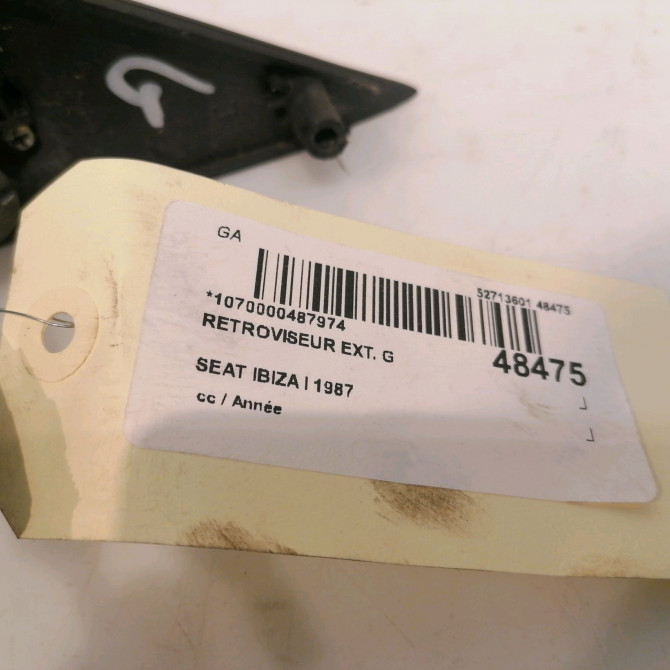 G
GA
52713601 48475
*1070000487974
RETROVISEUR EXT. G
48475
SEAT IBIZA I 1987
cc / Année